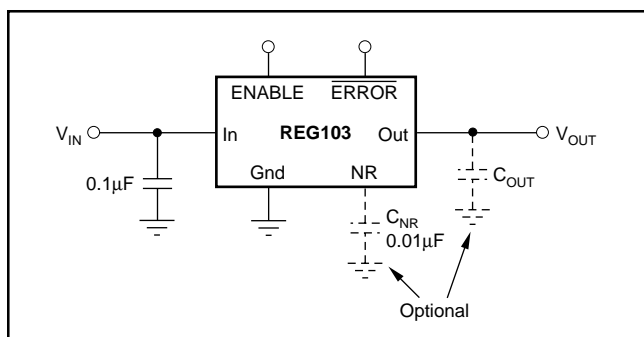 ENABLE ERROR
V_IN In REG103 Out V_OUT
0.1µF Gnd NR C_OUT
C_NR
0.01µF
Optional